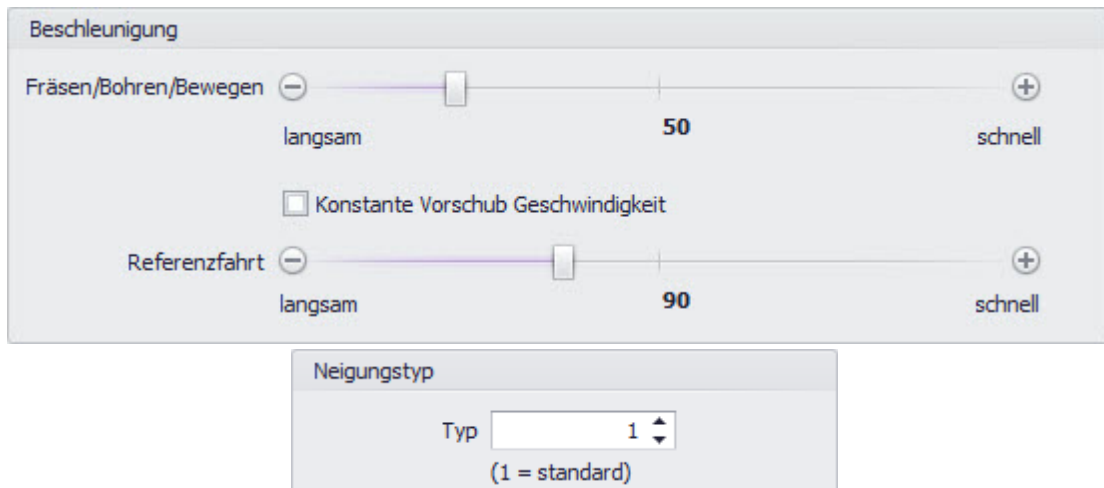 Beschleunigung
Fräsen/Bohren/Bewegen
langsam 50 schnell
Konstante Vorschub Geschwindigkeit
Referenzfahrt
langsam 90 schnell
Neigungstyp
Typ 1
(1 = standard)